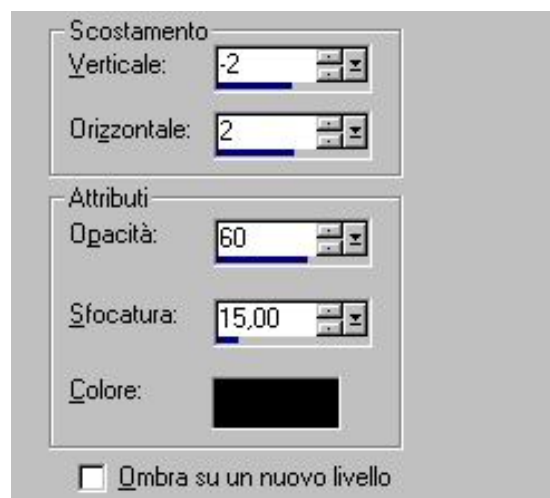 Scostamento
Verticale: -2
Orizzontale: 2
Attributi
Opacità: 60
Sfocatura: 15,00
Colore:
Ombra su un nuovo livello